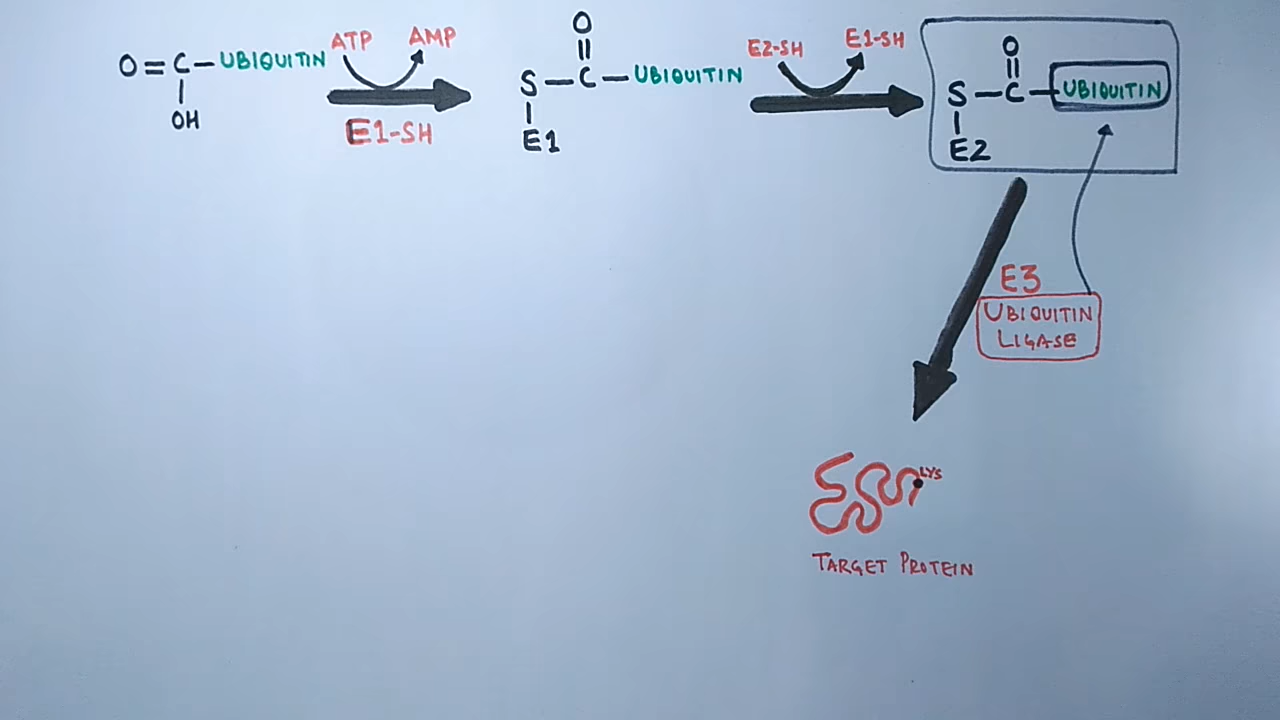 O=C-UBIQUITIN
OH
ATP
AMP
E1-SH
O
S-C-UBIQUITIN
E1
E2-SH
E1-SH
O
S-C-UBIQUITIN
E2
E3
UBIQUITIN
LIGASE
LYS
TARGET PROTEIN